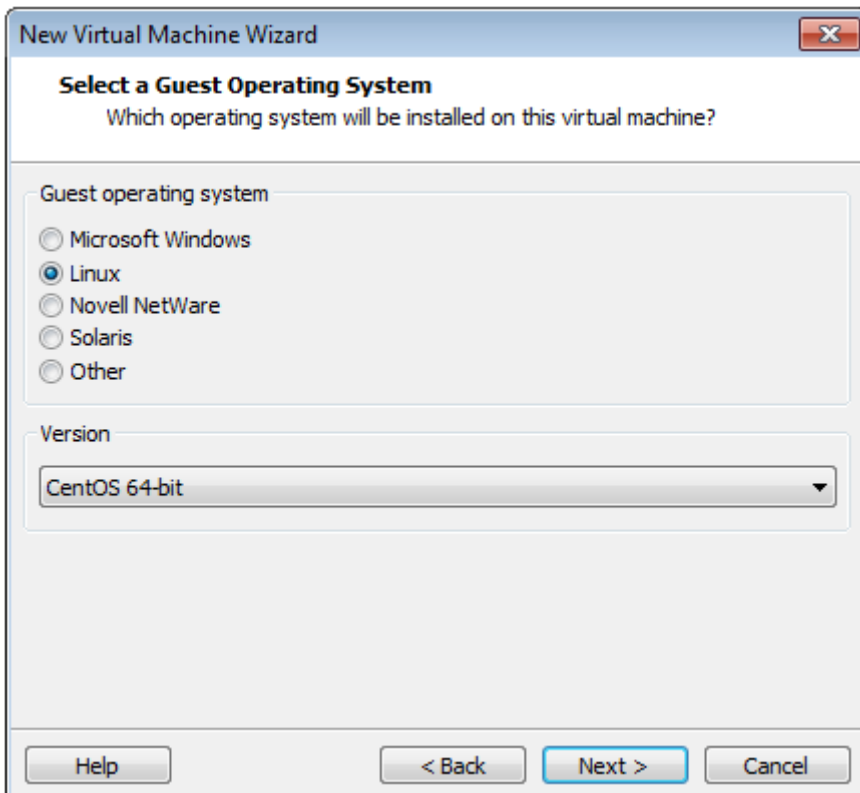 New Virtual Machine Wizard
Select a Guest Operating System
Which operating system will be installed on this virtual machine?
Guest operating system
Microsoft Windows
Linux
Novell NetWare
Solaris
Other
Version
CentOS 64-bit
Help < Back Next > Cancel